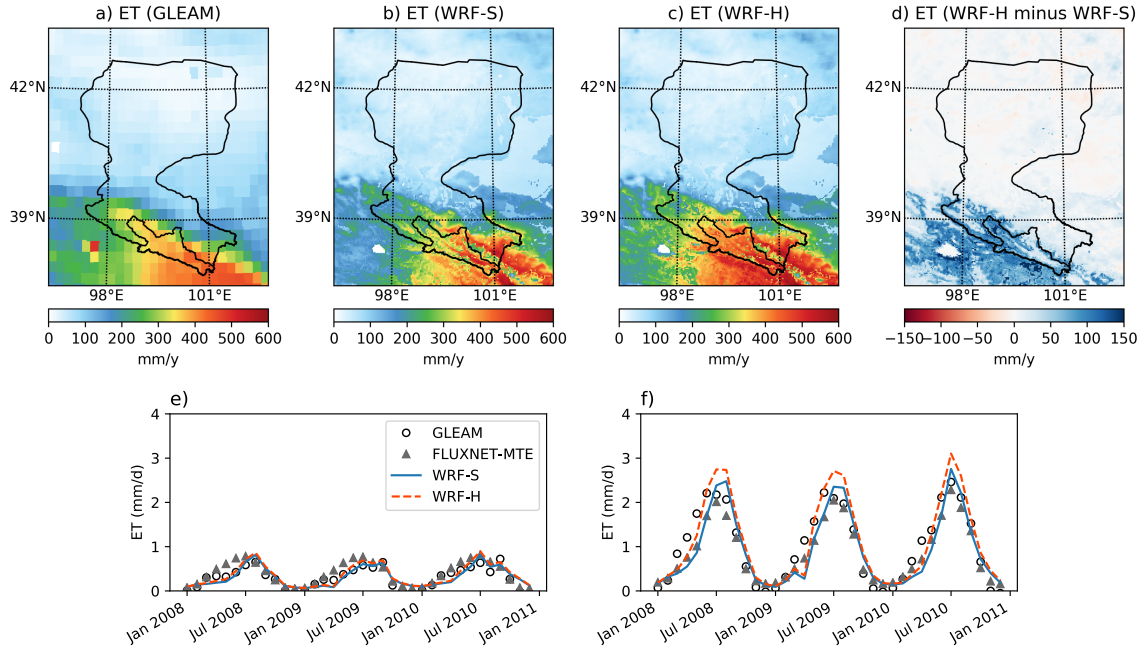 a) ET (GLEAM)
b) ET (WRF-S)
c) ET (WRF-H)
d) ET (WRF-H minus WRF-S)
42°N
42°N
42°N
42°N
39°N
39°N
39°N
39°N
98°E 101°E
98°E 101°E
98°E 101°E
98°E 101°E
0 100 200 300 400 500 600
0 100 200 300 400 500 600
0 100 200 300 400 500 600
−150 −100 −50 0 50 100 150
mm/y
mm/y
mm/y
mm/y
e)
ET (mm/d)
4
3
2
1
0
GLEAM
FLUXNET-MTE
WRF-S
WRF-H
Jan 2008
Jul 2008
Jan 2009
Jul 2009
Jan 2010
Jul 2010
Jan 2011
f)
ET (mm/d)
4
3
2
1
0
Jan 2008
Jul 2008
Jan 2009
Jul 2009
Jan 2010
Jul 2010
Jan 2011